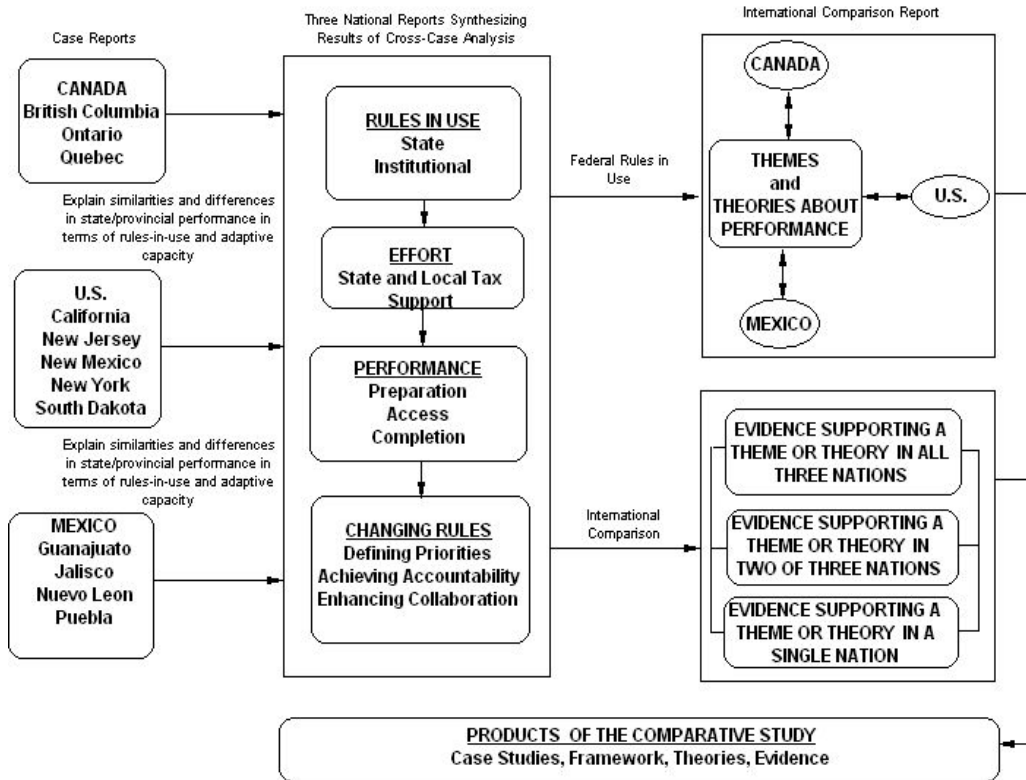 Case Reports
CANADA
British Columbia
Ontario
Quebec
Explain similarities and differences
in state/provincial performance in
terms of rules-in-use and adaptive
capacity
U.S.
California
New Jersey
New Mexico
New York
South Dakota
Explain similarities and differences
in state/provincial performance in
terms of rules-in-use and adaptive
capacity
MEXICO
Guanajuato
Jalisco
Nuevo Leon
Puebla
Three National Reports Synthesizing
Results of Cross-Case Analysis
RULES IN USE
State
Institutional
EFFORT
State and Local Tax
Support
PERFORMANCE
Preparation
Access
Completion
CHANGING RULES
Defining Priorities
Achieving Accountability
Enhancing Collaboration
Federal Rules in
Use
International
Comparison
International Comparison Report
CANADA
THEMES
and
THEORIES ABOUT
PERFORMANCE
U.S.
MEXICO
EVIDENCE SUPPORTING A
THEME OR THEORY IN ALL
THREE NATIONS
EVIDENCE SUPPORTING A
THEME OR THEORY IN
TWO OF THREE NATIONS
EVIDENCE SUPPORTING A
THEME OR THEORY IN A
SINGLE NATION
PRODUCTS OF THE COMPARATIVE STUDY
Case Studies, Framework, Theories, Evidence